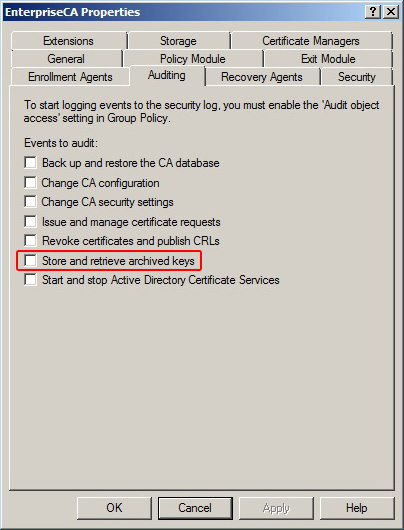 EnterpriseCA Properties
Extensions Storage Certificate Managers
General Policy Module Exit Module
Enrollment Agents Auditing Recovery Agents Security
To start logging events to the security log, you must enable the 'Audit object
access' setting in Group Policy.
Events to audit:
Back up and restore the CA database
Change CA configuration
Change CA security settings
Issue and manage certificate requests
Revoke certificates and publish CRLs
Store and retrieve archived keys
Start and stop Active Directory Certificate Services
OK Cancel Apply Help